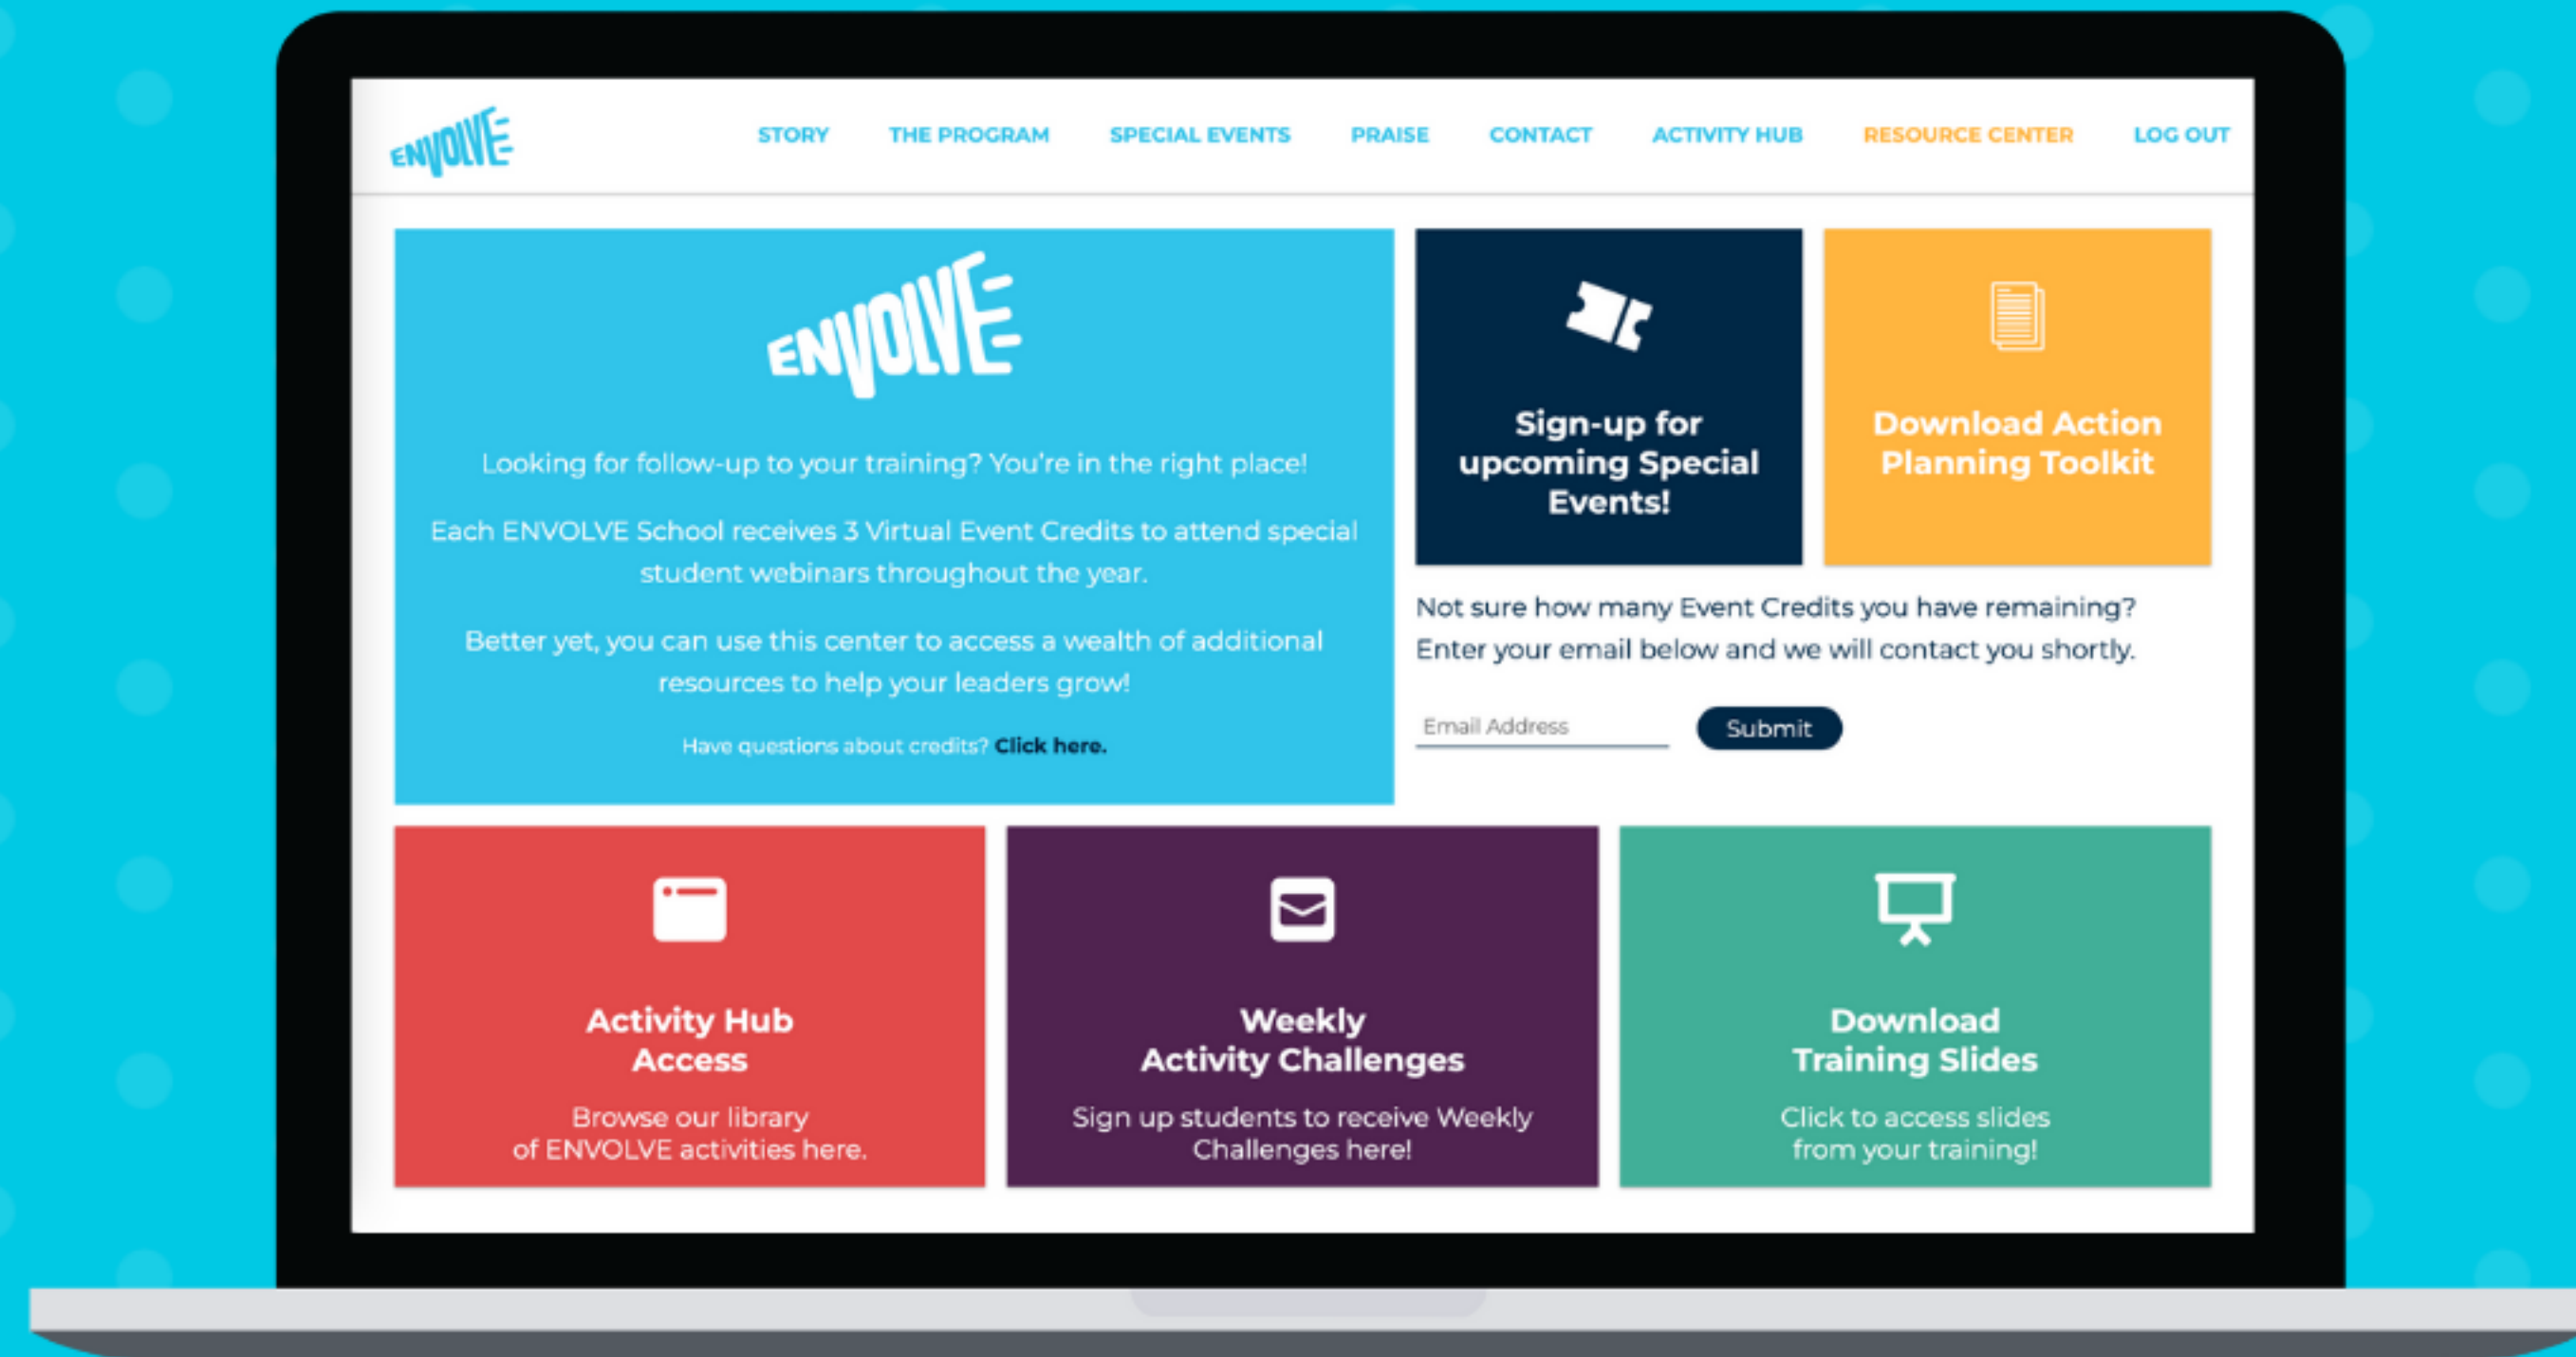 ENVOLVE
STORY THE PROGRAM SPECIAL EVENTS PRAISE CONTACT ACTIVITY HUB RESOURCE CENTER LOG OUT
ENVOLVE
Looking for follow-up to your training? You're in the right place!
Each ENVOLVE School receives 3 Virtual Event Credits to attend special
student webinars throughout the year.
Better yet, you can use this center to access a wealth of additional
resources to help your leaders grow!
Have questions about credits? Click here.
Sign-up for
upcoming Special
Events!
Download Action
Planning Toolkit
Not sure how many Event Credits you have remaining?
Enter your email below and we will contact you shortly.
Email Address
Submit
Activity Hub
Access
Browse our library
of ENVOLVE activities here.
Weekly
Activity Challenges
Sign up students to receive Weekly
Challenges here!
Download
Training Slides
Click to access slides
from your training!